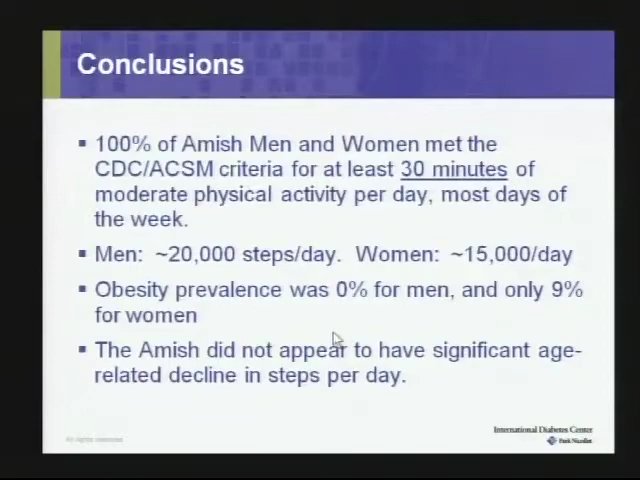 Conclusions
▪ 100% of Amish Men and Women met the
CDC/ACSM criteria for at least 30 minutes of
moderate physical activity per day, most days of
the week.
▪ Men: ~20,000 steps/day. Women: ~15,000/day
▪ Obesity prevalence was 0% for men, and only 9%
for women
▪ The Amish did not appear to have significant age-
related decline in steps per day.
International Diabetes Center
All rights reserved
Park Nicollet